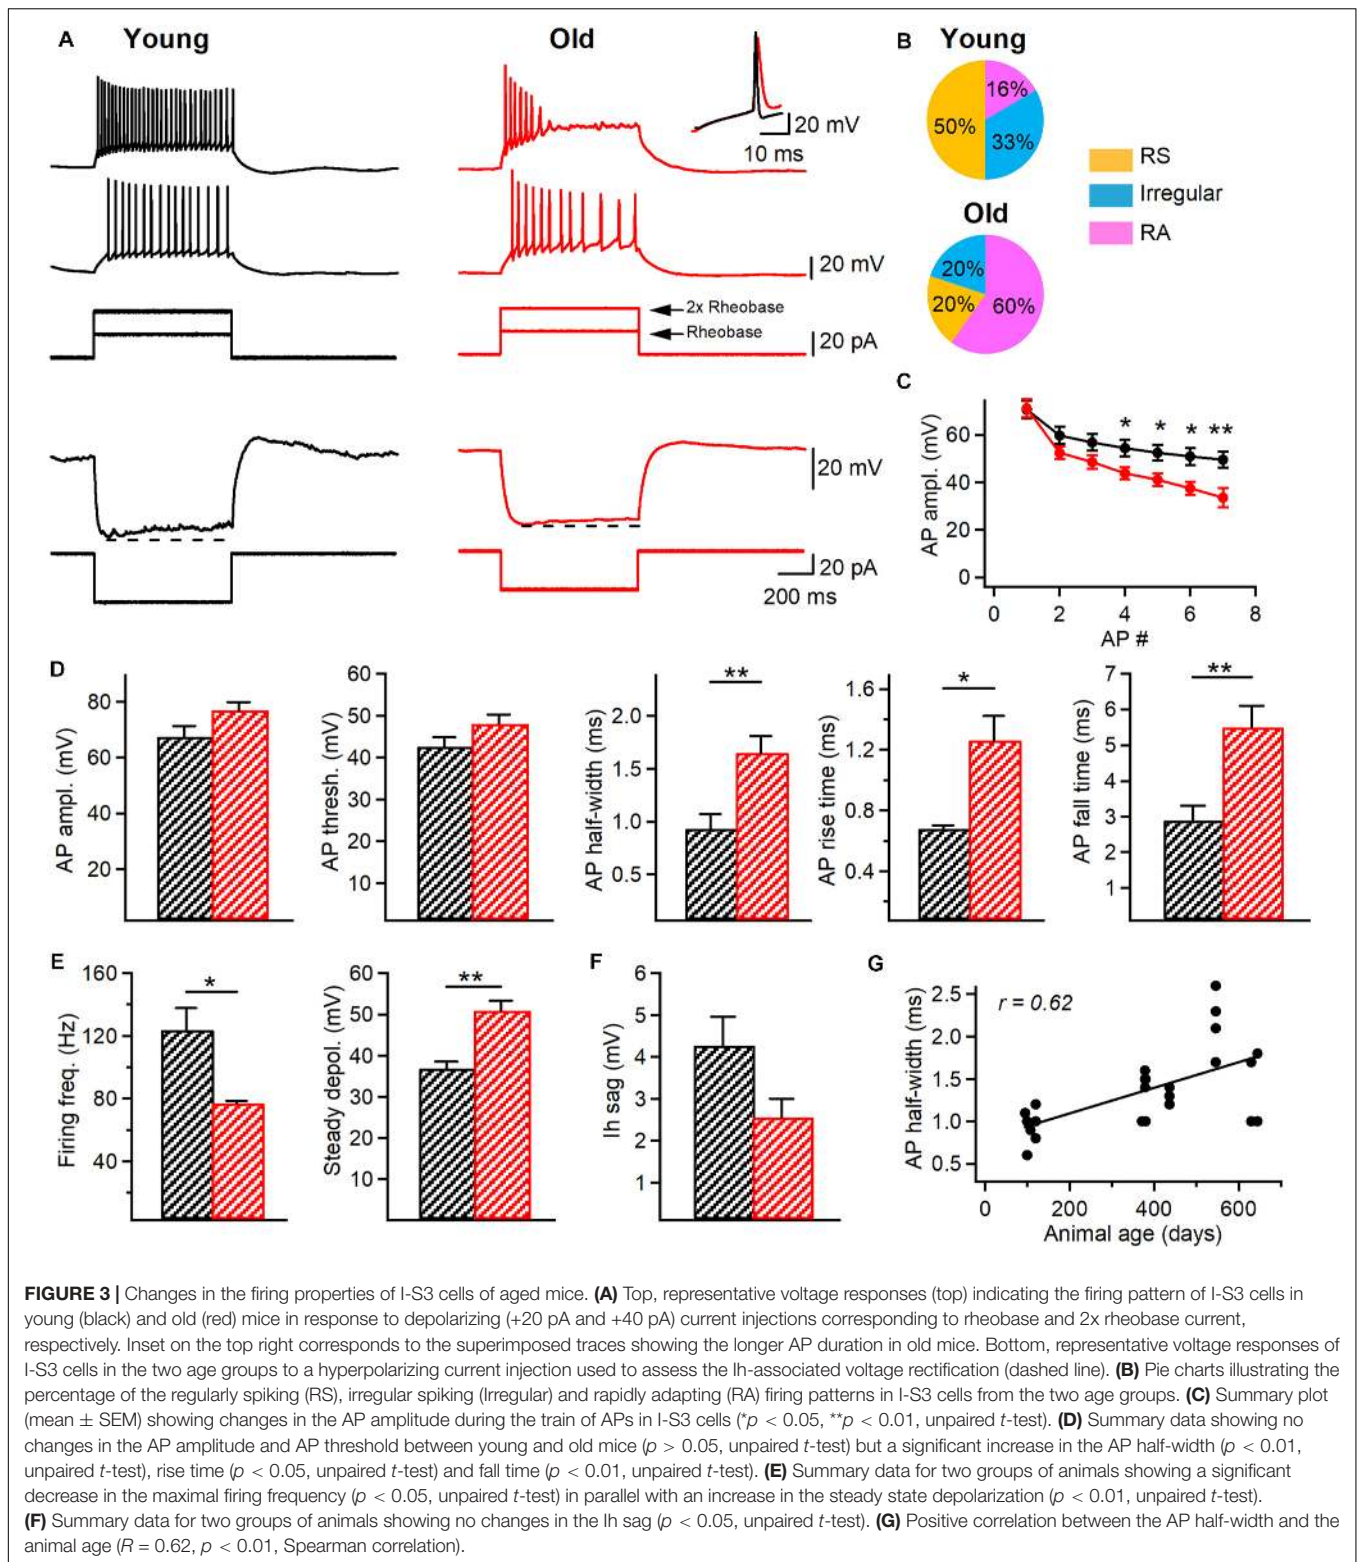 A
Young
Old
20 mV
10 ms
20 mV
2x Rheobase
Rheobase
20 pA
20 mV
20 pA
200 ms
B
Young
16%
50%
33%
RS
Irregular
RA
Old
20%
20%
60%
C
AP ampl. (mV)
60
40
20
0
* * * **
0 2 4 6 8
AP #
D
AP ampl. (mV)
80
60
40
20
AP thresh. (mV)
60
50
40
30
20
10
AP half-width (ms)
2.0
1.5
1.0
0.5
**
AP rise time (ms)
1.6
1.2
0.8
0.4
*
AP fall time (ms)
7
6
5
4
3
2
1
**
E
Firing freq. (Hz)
160
120
80
40
*
Steady depol. (mV)
60
50
40
30
20
10
**
F
Ih sag (mV)
6
5
4
3
2
1
G
AP half-width (ms)
2.5
2.0
1.5
1.0
0.5
r = 0.62
0 200 400 600
Animal age (days)
FIGURE 3 | Changes in the firing properties of I-S3 cells of aged mice. (A) Top, representative voltage responses (top) indicating the firing pattern of I-S3 cells in
young (black) and old (red) mice in response to depolarizing (+20 pA and +40 pA) current injections corresponding to rheobase and 2x rheobase current,
respectively. Inset on the top right corresponds to the superimposed traces showing the longer AP duration in old mice. Bottom, representative voltage responses of
I-S3 cells in the two age groups to a hyperpolarizing current injection used to assess the Ih-associated voltage rectification (dashed line). (B) Pie charts illustrating the
percentage of the regularly spiking (RS), irregular spiking (Irregular) and rapidly adapting (RA) firing patterns in I-S3 cells from the two age groups. (C) Summary plot
(mean ± SEM) showing changes in the AP amplitude during the train of APs in I-S3 cells (*p < 0.05, **p < 0.01, unpaired t-test). (D) Summary data showing no
changes in the AP amplitude and AP threshold between young and old mice (p > 0.05, unpaired t-test) but a significant increase in the AP half-width (p < 0.01,
unpaired t-test), rise time (p < 0.05, unpaired t-test) and fall time (p < 0.01, unpaired t-test). (E) Summary data for two groups of animals showing a significant
decrease in the maximal firing frequency (p < 0.05, unpaired t-test) in parallel with an increase in the steady state depolarization (p < 0.01, unpaired t-test).
(F) Summary data for two groups of animals showing no changes in the Ih sag (p < 0.05, unpaired t-test). (G) Positive correlation between the AP half-width and the
animal age (R = 0.62, p < 0.01, Spearman correlation).